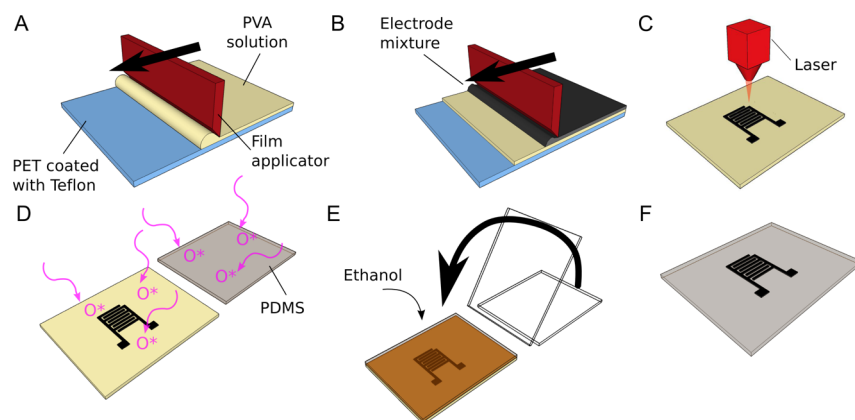 A
PVA
solution
PET coated
with Teflon
Film
applicator
B
Electrode
mixture
C
Laser
D
O*
O*
O*
O*
O*
O*
PDMS
E
Ethanol
F